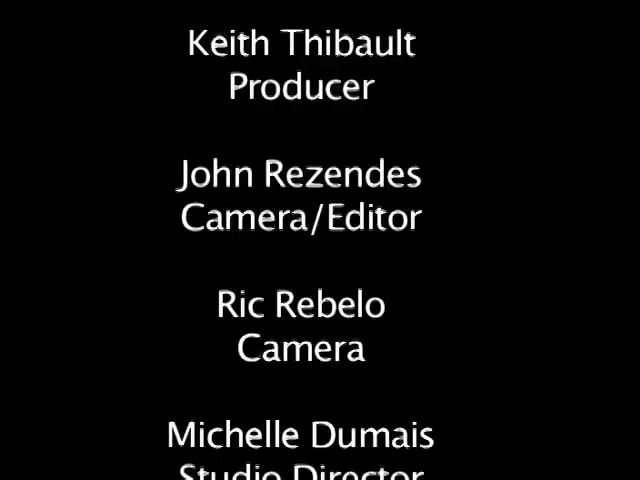 Keith Thibault
Producer
John Rezendes
Camera/Editor
Ric Rebelo
Camera
Michelle Dumais
Studio Director